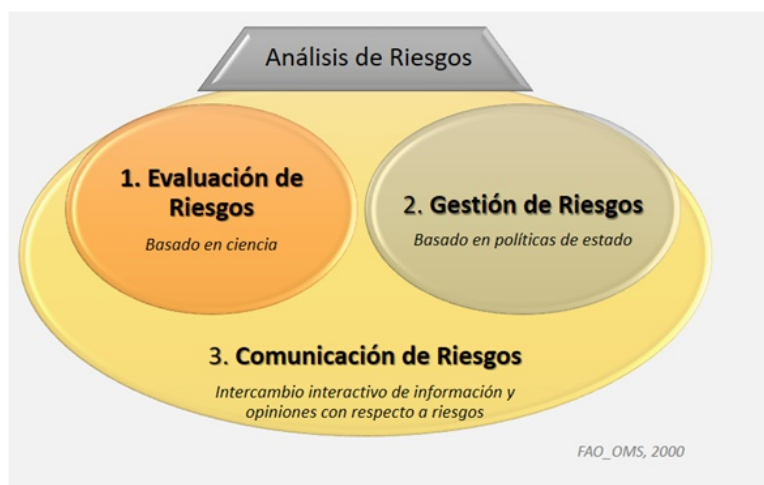 Análisis de Riesgos
1. Evaluación de
Riesgos
Basado en ciencia
2. Gestión de Riesgos
Basado en políticas de estado
3. Comunicación de Riesgos
Intercambio interactivo de información y
opiniones con respecto a riesgos
FAO_OMS, 2000